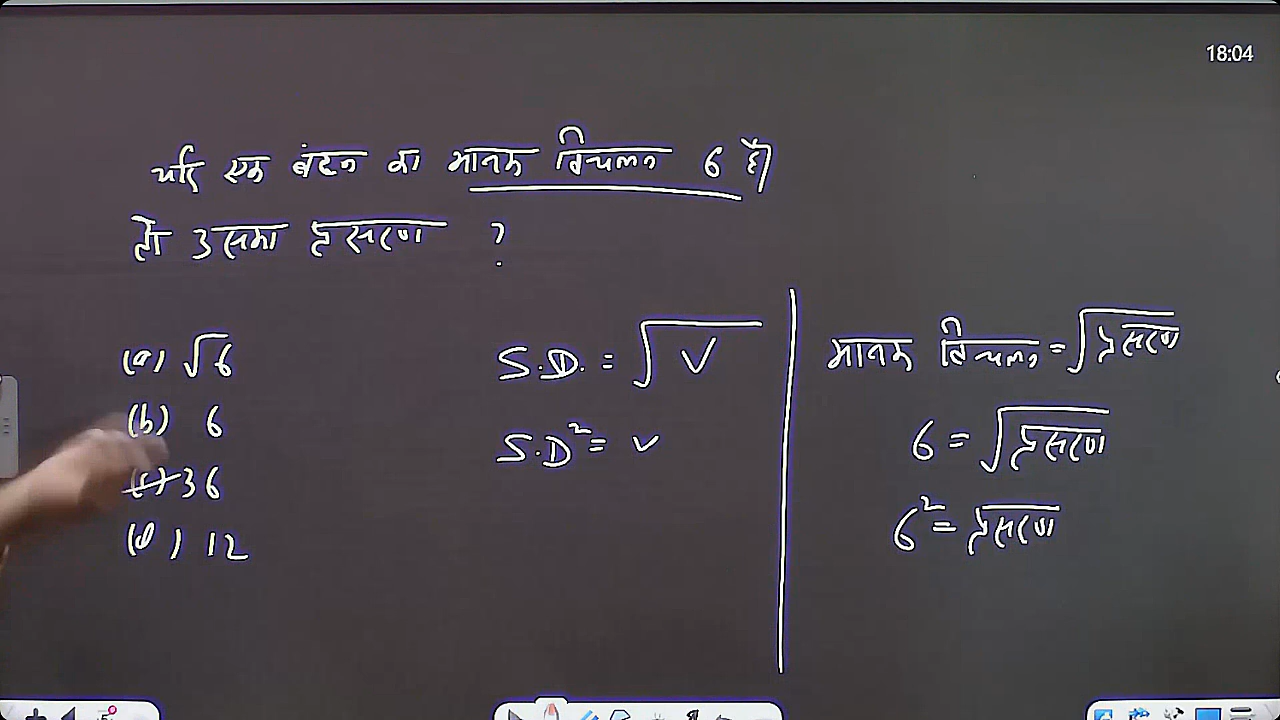 18:04
यदि एक बंटन का मानक विचलन 6 है।
तो उसका प्रसरण ?
(a) √6
(b) 6
(c) 36
(d) 12
S.D. = √V
S.D² = V
मानक विचलन = √प्रसरण
6 = √प्रसरण
6² = प्रसरण